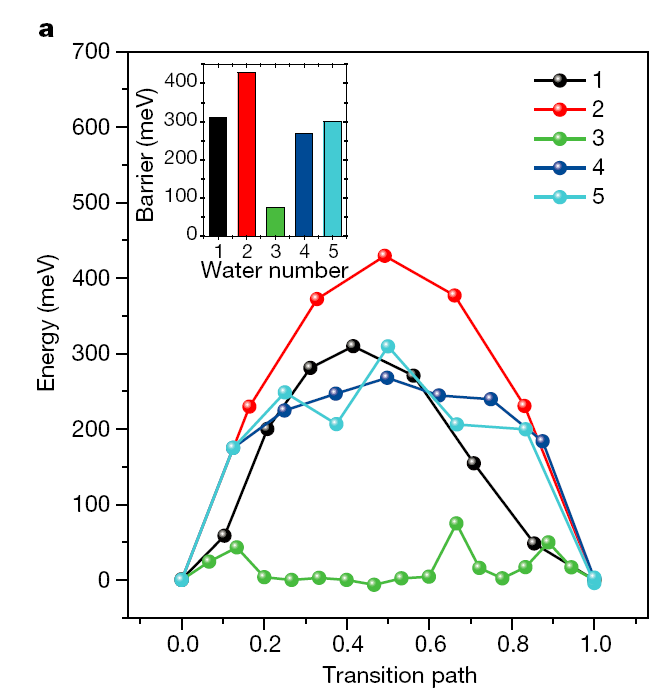 a
700
600
500
400
300
200
100
0
Energy (meV)
0.0 0.2 0.4 0.6 0.8 1.0
Transition path
400
300
200
100
0
Barrier (meV)
1 2 3 4 5
Water number
1
2
3
4
5